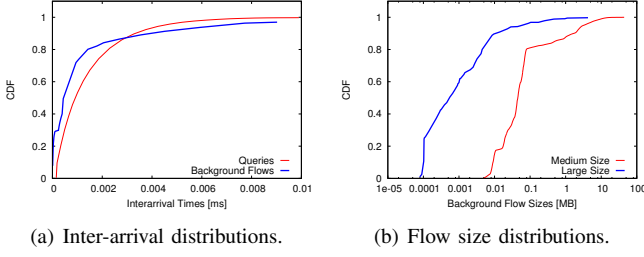 1
0.8
0.6
0.4
0.2
0
CDF
0
0.002
0.004
0.006
0.008
0.01
Interarrival Times [ms]
Queries
Background Flows
(a) Inter-arrival distributions.
1
0.8
0.6
0.4
0.2
0
CDF
1e-05
0.0001
0.001
0.01
0.1
1
10
100
Background Flow Sizes [MB]
Medium Size
Large Size
(b) Flow size distributions.